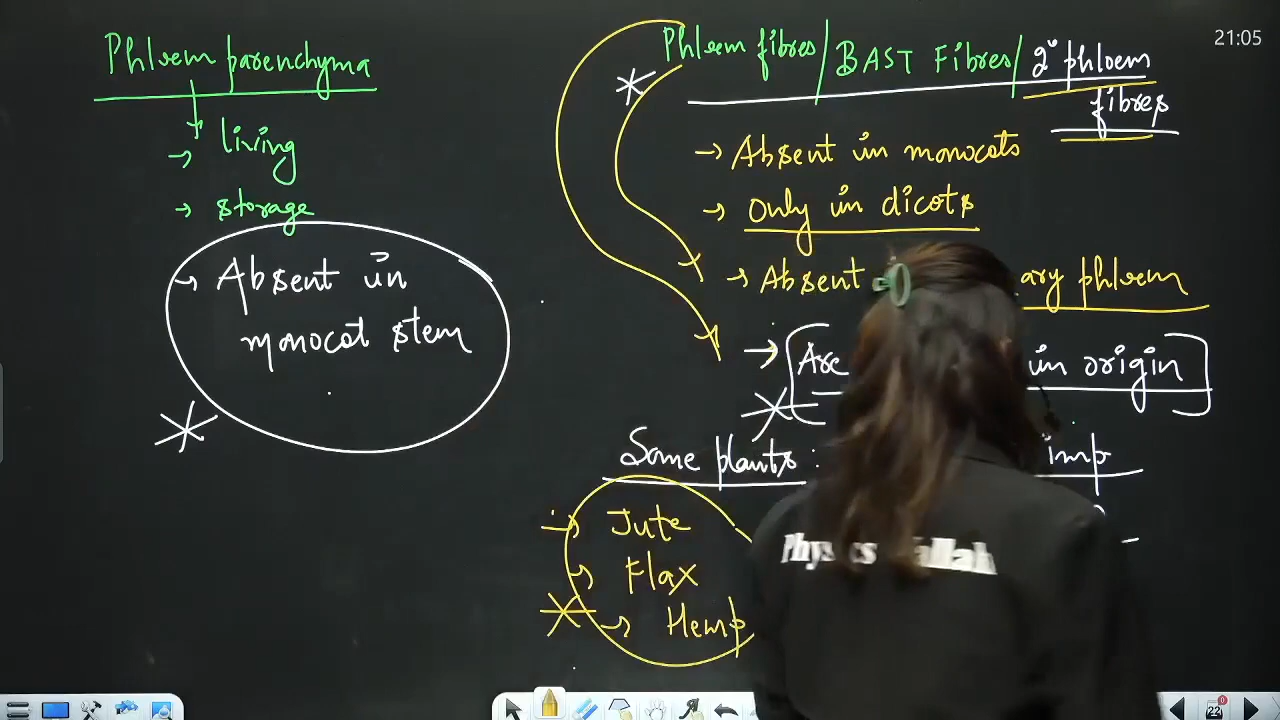 Phloem parenchyma
→ living
→ storage
→ Absent in
monocot stem
Phloem fibres/BAST Fibres/2° phloem
fibres
→ Absent in monocots
→ Only in dicots
→ Absent ary phloem
→ [Are in origin]
Some plants: imp
→ Jute
→ Flax
→ Hemp
21:05
Physics Wallah
22